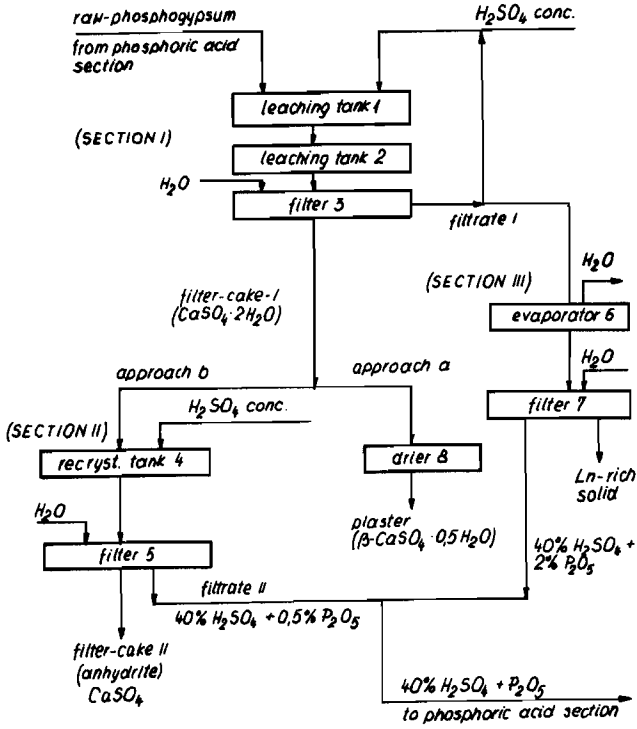 raw-phosphogypsum
from phosphoric acid
section
H₂SO₄ conc.
leaching tank 1
(SECTION I)
leaching tank 2
H₂O
filter 3
filtrate I
(SECTION III)
H₂O
filter-cake-I
(CaSO₄·2H₂O)
evaporator 6
approach b
approach a
H₂O
filter 7
H₂SO₄ conc.
(SECTION II)
recryst. tank 4
drier 8
Ln-rich
solid
H₂O
plaster
(β-CaSO₄·0,5H₂O)
filter 5
40% H₂SO₄ +
2% P₂O₅
filtrate II
40% H₂SO₄ + 0,5% P₂O₅
filter-cake II
(anhydrite)
CaSO₄
40% H₂SO₄ + P₂O₅
to phosphoric acid section